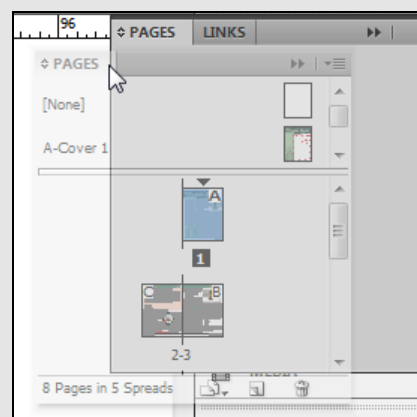 96
PAGES LINKS
PAGES
[None]
A-Cover 1
A
1
C B
2-3
8 Pages in 5 Spreads